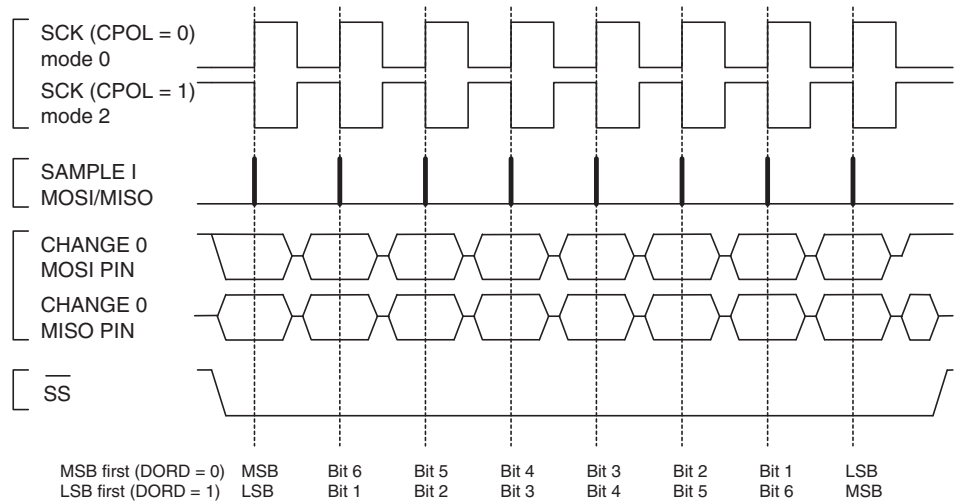 SCK (CPOL = 0)
mode 0
SCK (CPOL = 1)
mode 2
SAMPLE I
MOSI/MISO
CHANGE 0
MOSI PIN
CHANGE 0
MISO PIN
SS
MSB first (DORD = 0) MSB Bit 6 Bit 5 Bit 4 Bit 3 Bit 2 Bit 1 LSB
LSB first (DORD = 1) LSB Bit 1 Bit 2 Bit 3 Bit 4 Bit 5 Bit 6 MSB